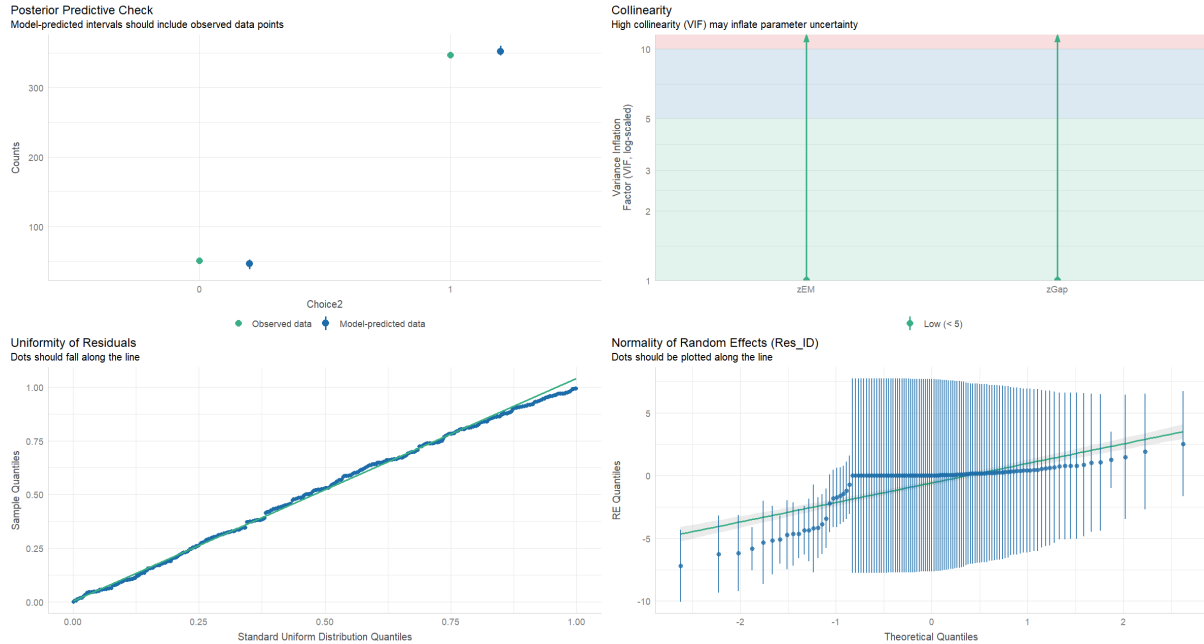 Posterior Predictive Check
Model-predicted intervals should include observed data points
Counts
300
200
100
0
1
Choice2
Observed data
Model-predicted data
Collinearity
High collinearity (VIF) may inflate parameter uncertainty
Variance Inflation
Factor (VIF, log-scaled)
10
5
3
2
1
zEM
zGap
Low (< 5)
Uniformity of Residuals
Dots should fall along the line
Sample Quantiles
1.00
0.75
0.50
0.25
0.00
0.00
0.25
0.50
0.75
1.00
Standard Uniform Distribution Quantiles
Normality of Random Effects (Res_ID)
Dots should be plotted along the line
RE Quantiles
5
0
-5
-10
-2
-1
0
1
2
Theoretical Quantiles